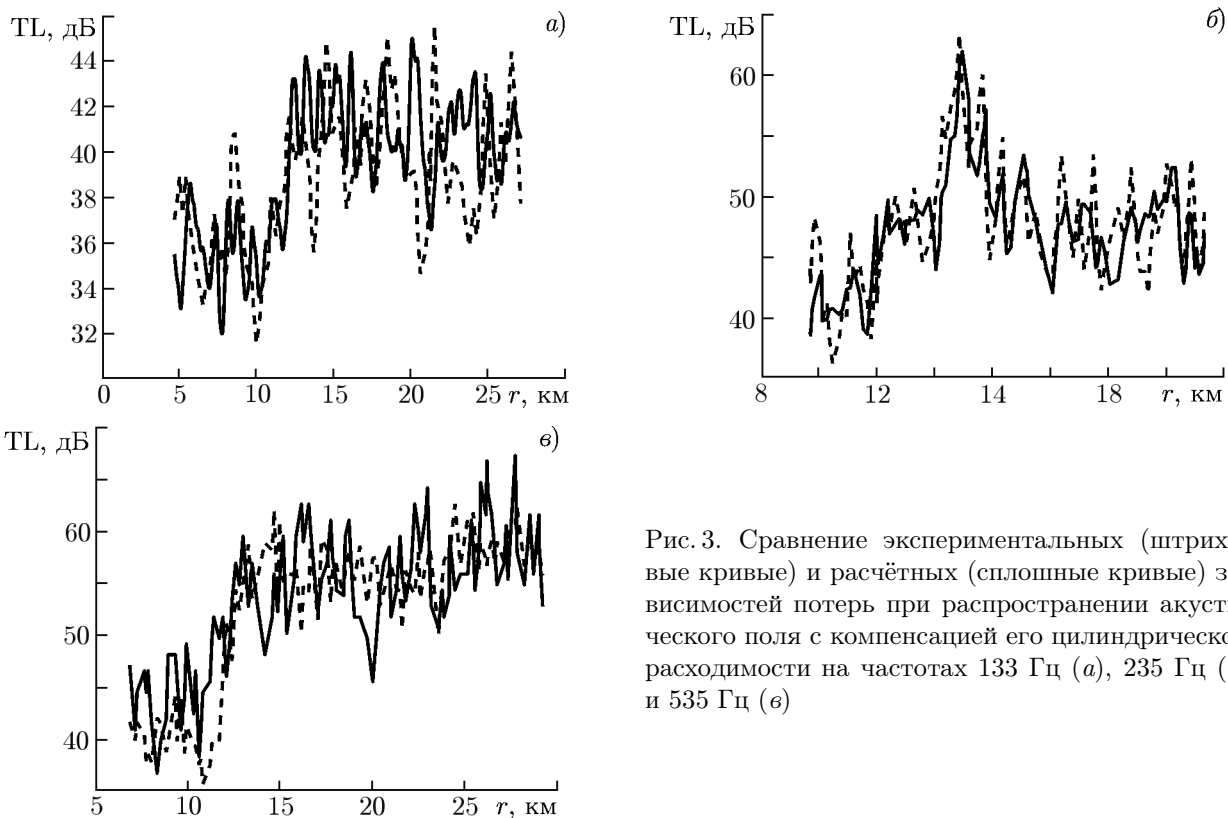 TL, дБ
а)
44
42
40
38
36
34
32
0 5 10 15 20 25 r, км
TL, дБ
б)
60
50
40
8 12 14 18 r, км
TL, дБ
в)
60
50
40
5 10 15 20 25 r, км
Рис. 3. Сравнение экспериментальных (штрих
вые кривые) и расчётных (сплошные кривые) з
висимостей потерь при распространении акуст
ческого поля с компенсацией его цилиндрическо
расходимости на частотах 133 Гц (а), 235 Гц (
и 535 Гц (в)